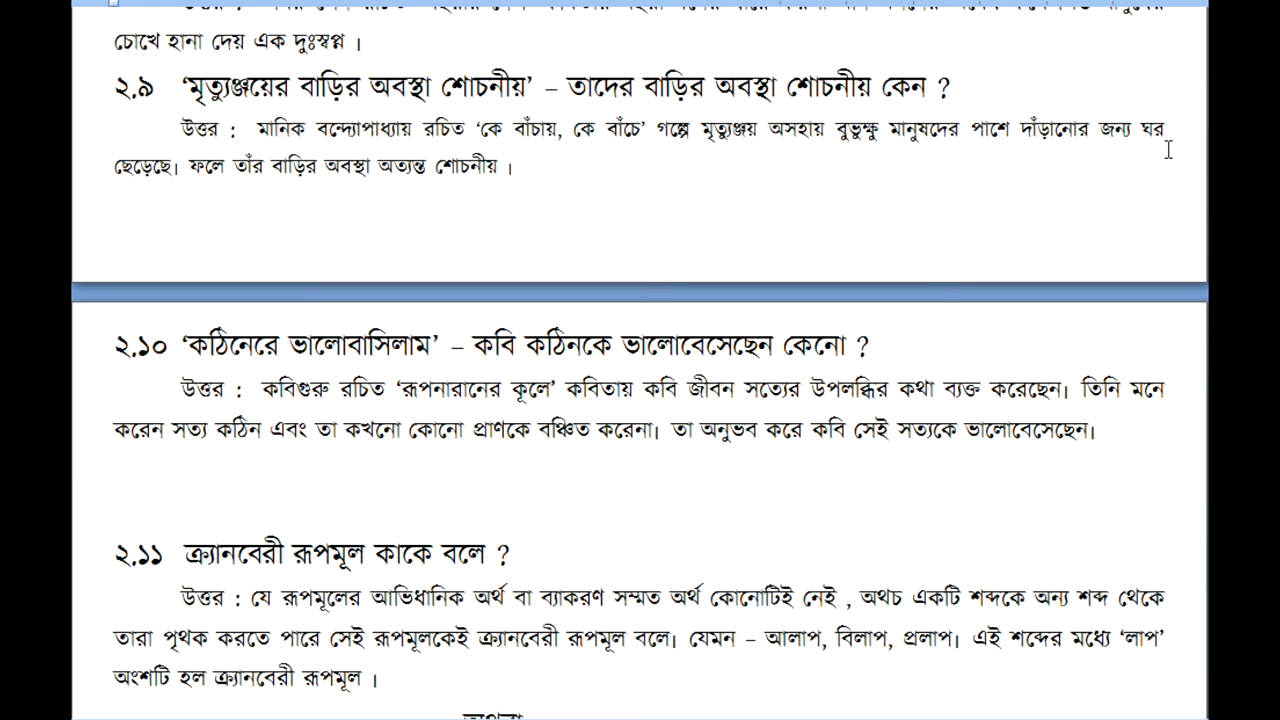 চোখে হানা দেয় এক দুঃস্বপ্ন ।
২.৯ ‘মৃত্যুঞ্জয়ের বাড়ির অবস্থা শোচনীয়’ – তাদের বাড়ির অবস্থা শোচনীয় কেন ?
উত্তর : মানিক বন্দ্যোপাধ্যায় রচিত ‘কে বাঁচায়, কে বাঁচে’ গল্পে মৃত্যুঞ্জয় অসহায় বুভুক্ষু মানুষদের পাশে দাঁড়ানোর জন্য ঘর
ছেড়েছে। ফলে তাঁর বাড়ির অবস্থা অত্যন্ত শোচনীয় ।
২.১০ ‘কঠিনেরে ভালোবাসিলাম’ – কবি কঠিনকে ভালোবেসেছেন কেনো ?
উত্তর : কবিগুরু রচিত ‘রূপনারানের কূলে’ কবিতায় কবি জীবন সত্যের উপলব্ধির কথা ব্যক্ত করেছেন। তিনি মনে
করেন সত্য কঠিন এবং তা কখনো কোনো প্রাণকে বঞ্চিত করেনা। তা অনুভব করে কবি সেই সত্যকে ভালোবেসেছেন।
২.১১ ক্র্যানবেরী রূপমূল কাকে বলে ?
উত্তর : যে রূপমূলের আভিধানিক অর্থ বা ব্যাকরণ সম্মত অর্থ কোনোটিই নেই , অথচ একটি শব্দকে অন্য শব্দ থেকে
তারা পৃথক করতে পারে সেই রূপমূলকেই ক্র্যানবেরী রূপমূল বলে। যেমন – আলাপ, বিলাপ, প্রলাপ। এই শব্দের মধ্যে ‘লাপ’
অংশটি হল ক্র্যানবেরী রূপমূল ।